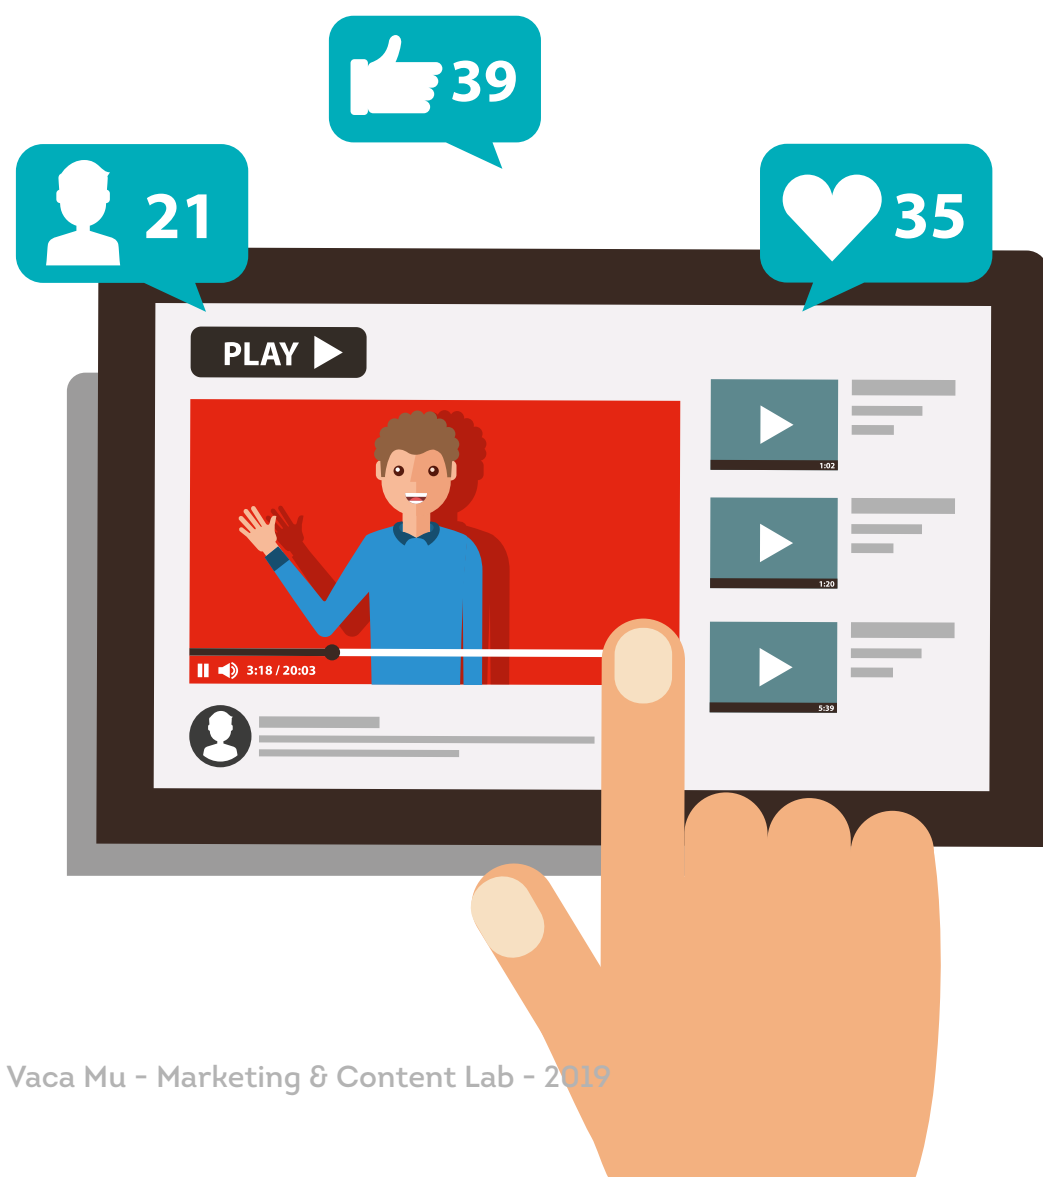 39
21
35
PLAY
1:02
1:20
3:18 / 20:03
5:39
Vaca Mu - Marketing & Content Lab - 2019